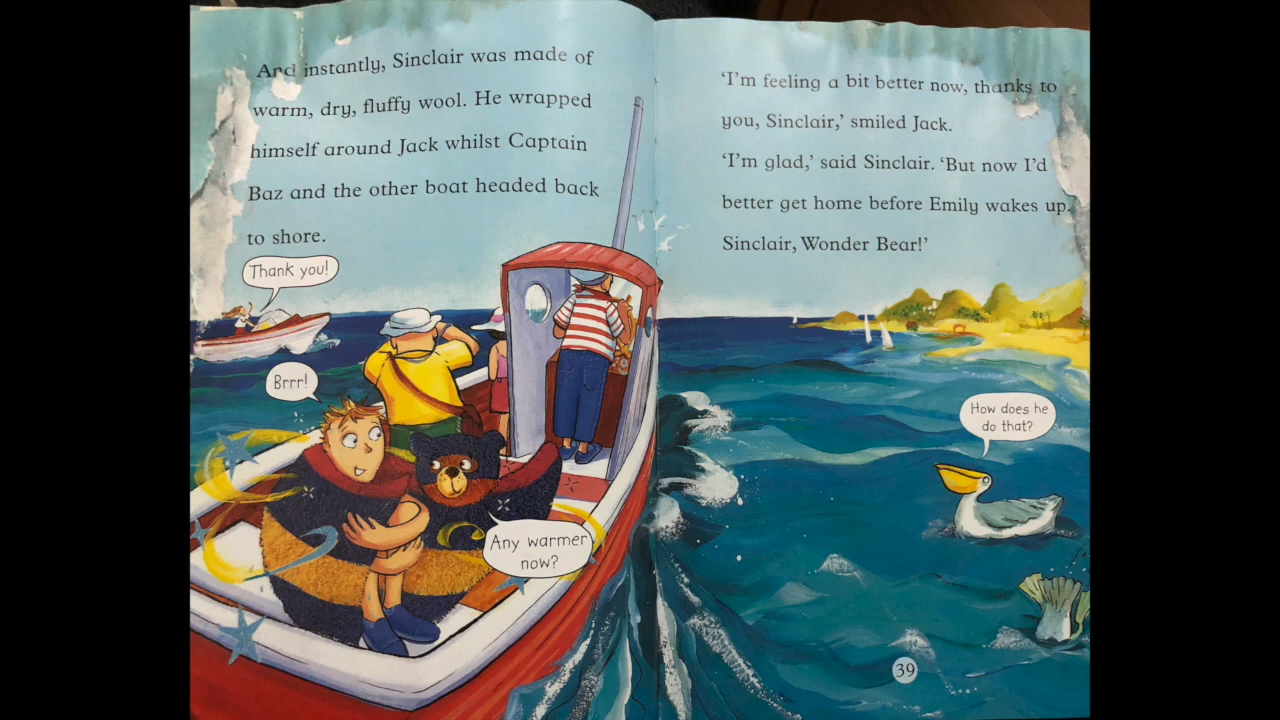 And instantly, Sinclair was made of
warm, dry, fluffy wool. He wrapped
himself around Jack whilst Captain
Baz and the other boat headed back
to shore.
Thank you!
Brrr!
Any warmer
now?
'I'm feeling a bit better now, thanks to
you, Sinclair,' smiled Jack.
'I'm glad,' said Sinclair. 'But now I'd
better get home before Emily wakes up.
Sinclair, Wonder Bear!'
How does he
do that?
39